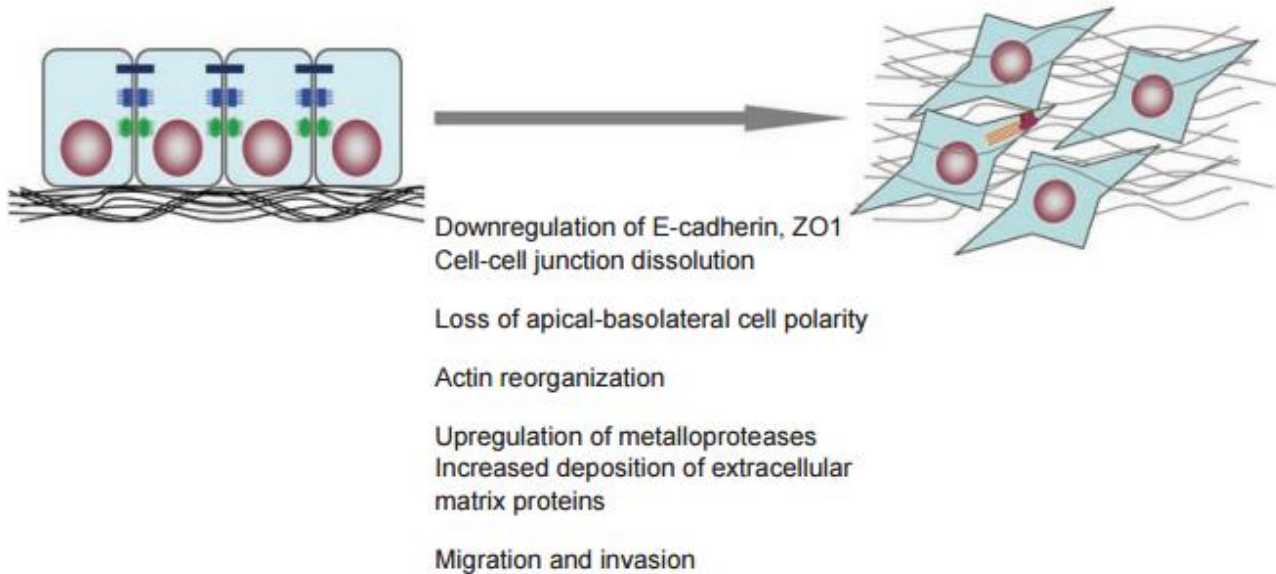 Downregulation of E-cadherin, ZO1
Cell-cell junction dissolution
Loss of apical-basolateral cell polarity
Actin reorganization
Upregulation of metalloproteases
Increased deposition of extracellular
matrix proteins
Migration and invasion